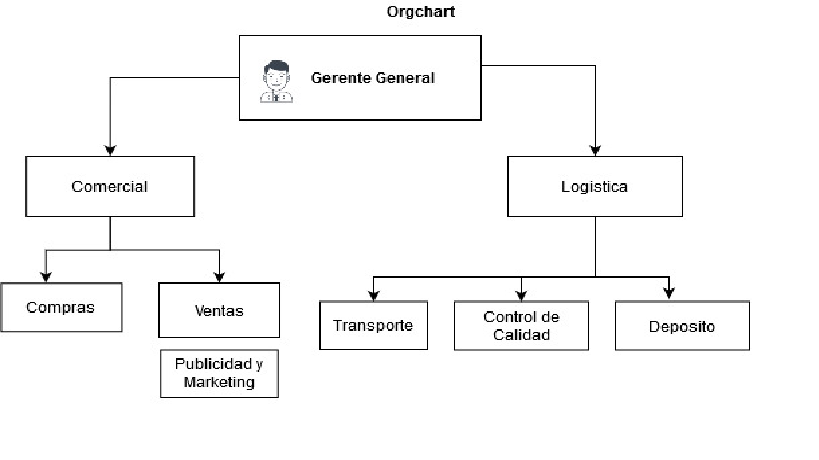 Orgchart
Gerente General
Comercial
Logistica
Compras
Ventas
Publicidad y
Marketing
Transporte
Control de
Calidad
Deposito